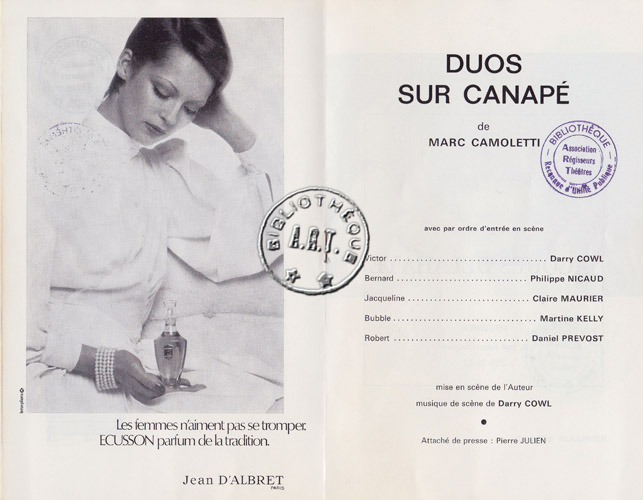 Les femmes n'aiment pas se tromper.
ECUSSON parfum de la tradition.
Jean D'ALBRET
PARIS
BIBLIOTHÈQUE
A.R.T.
DUOS
SUR CANAPÉ
de
MARC CAMOLETTI
BIBLIOTHÈQUE
Association
Régisseurs
Théâtres
Reconnue d'Utilité Publique
avec par ordre d'entrée en scène
Victor ................................ Darry COWL
Bernard ........................... Philippe NICAUD
Jacqueline ......................... Claire MAURIER
Bubble .............................. Martine KELLY
Robert ............................ Daniel PREVOST
mise en scène de l'Auteur
musique de scène de Darry COWL
●
Attaché de presse : Pierre JULIEN